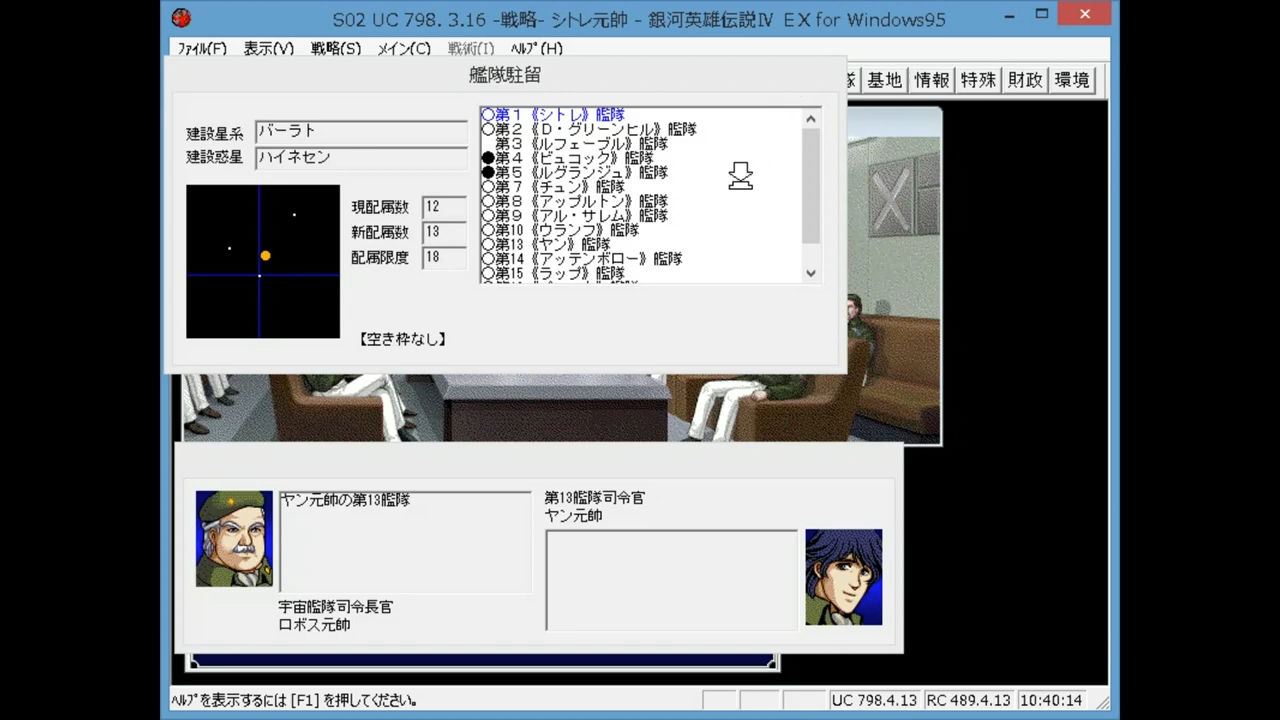 S02 UC 798. 3.16 -戦略- シトレ元帥 - 銀河英雄伝説Ⅳ EX for Windows95
ﾌｧｲﾙ(F) 表示(V) 戦略(S) メイン(C) 戦術(I) ﾍﾙﾌﾟ(H)
艦隊駐留
隊 基地 情報 特殊 財政 環境
建設星系 バーラト
建設惑星 ハイネセン
現配属数 12
新配属数 13
配属限度 18
【空き枠なし】
○第１《シトレ》艦隊
○第２《Ｄ・グリーンヒル》艦隊
第３《ルフェーブル》艦隊
●第４《ビュコック》艦隊
●第５《ルグランジュ》艦隊
○第７《チュン》艦隊
○第８《アップルトン》艦隊
○第９《アル・サレム》艦隊
○第10《ウランフ》艦隊
○第13《ヤン》艦隊
○第14《アッテンボロー》艦隊
○第15《ラップ》艦隊
ヤン元帥の第13艦隊
宇宙艦隊司令長官
ロボス元帥
第13艦隊司令官
ヤン元帥
ﾍﾙﾌﾟを表示するには [F1] を押してください。
UC 798.4.13 RC 489.4.13 10:40:14